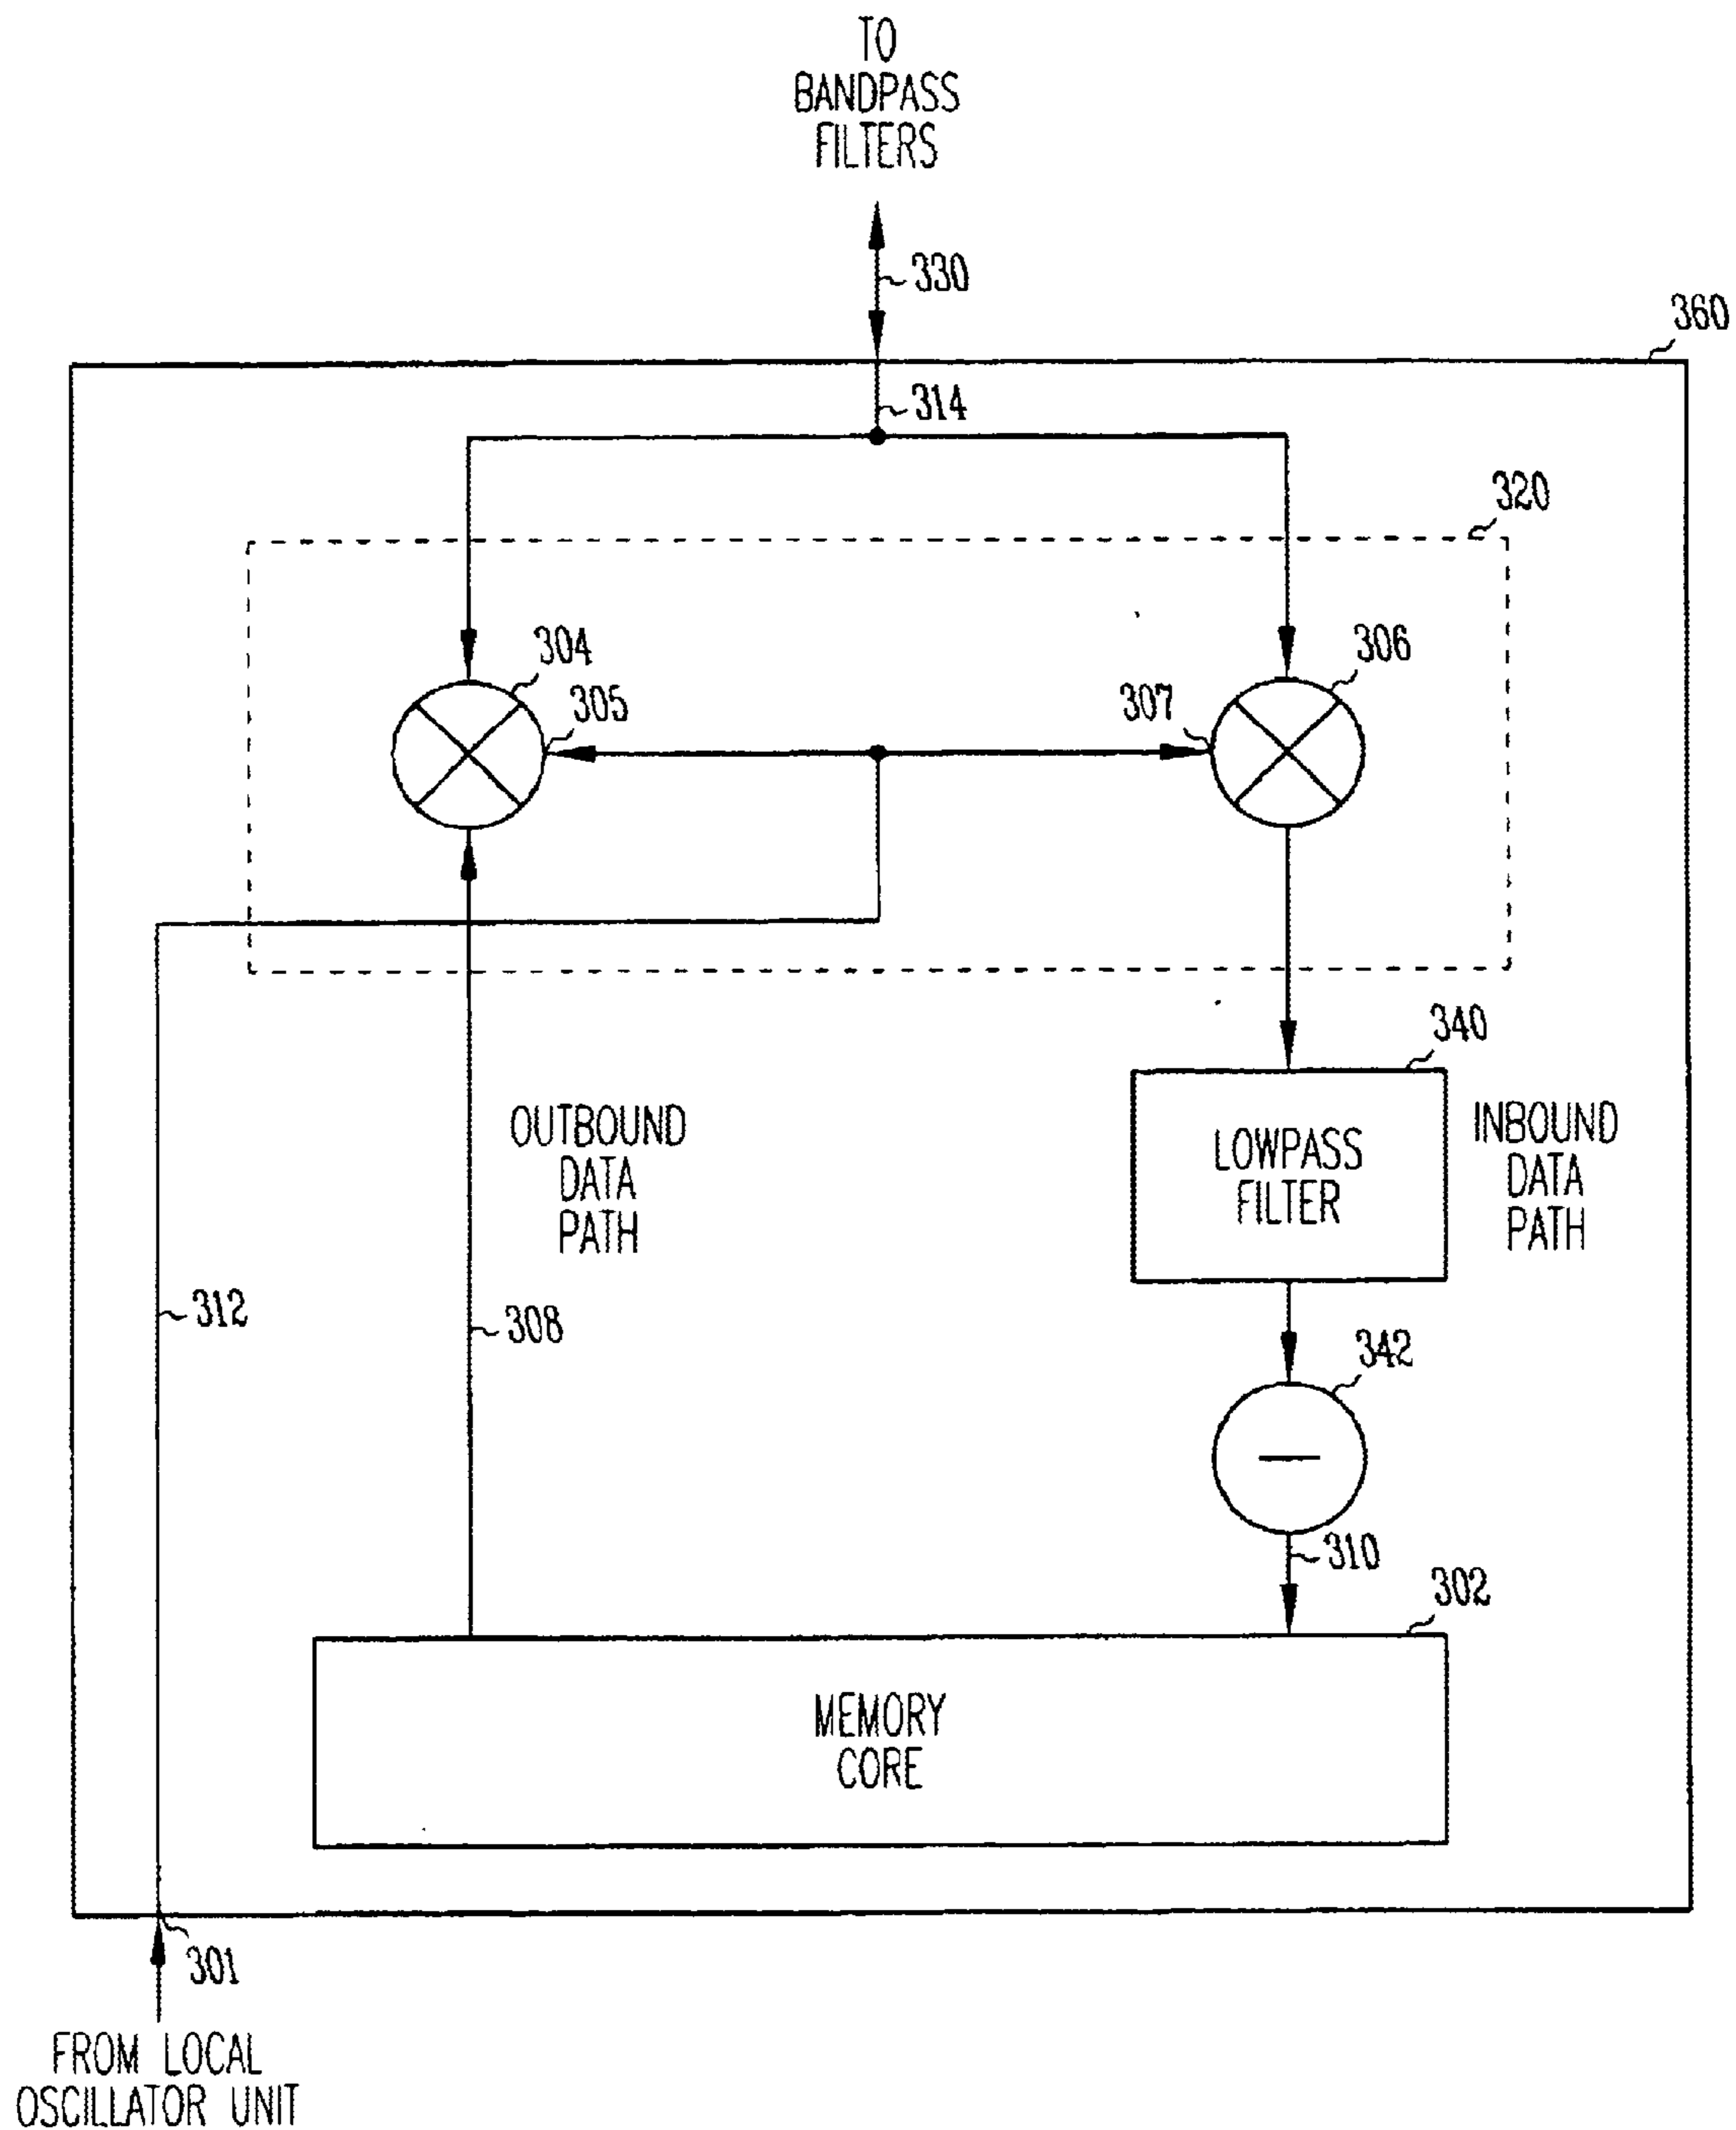 TO
BANDPASS
FILTERS
330
360
314
320
304
305
306
307
340
OUTBOUND
DATA
PATH
LOWPASS
FILTER
INBOUND
DATA
PATH
312
308
342
310
302
MEMORY
CORE
301
FROM LOCAL
OSCILLATOR UNIT